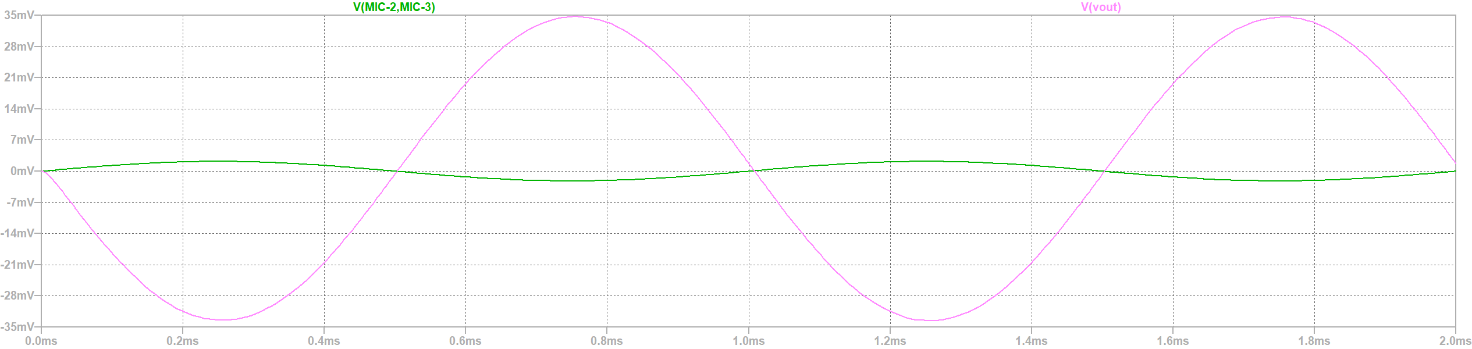 V(MIC-2,MIC-3) V(vout)
35mV
28mV
21mV
14mV
7mV
0mV
-7mV
-14mV
-21mV
-28mV
-35mV
0.0ms 0.2ms 0.4ms 0.6ms 0.8ms 1.0ms 1.2ms 1.4ms 1.6ms 1.8ms 2.0ms